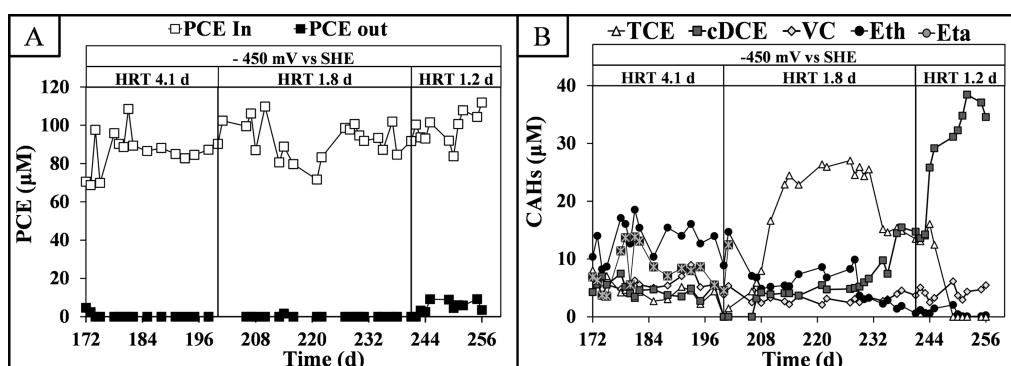 A
PCE In
PCE out
- 450 mV vs SHE
HRT 4.1 d
HRT 1.8 d
HRT 1.2 d
120
100
80
60
40
20
0
PCE (µM)
172 184 196 208 220 232 244 256
Time (d)
B
TCE cDCE VC Eth Eta
-450 mV vs SHE
HRT 4.1 d
HRT 1.8 d
HRT 1.2 d
40
30
20
10
0
CAHs (µM)
172 184 196 208 220 232 244 256
Time (d)